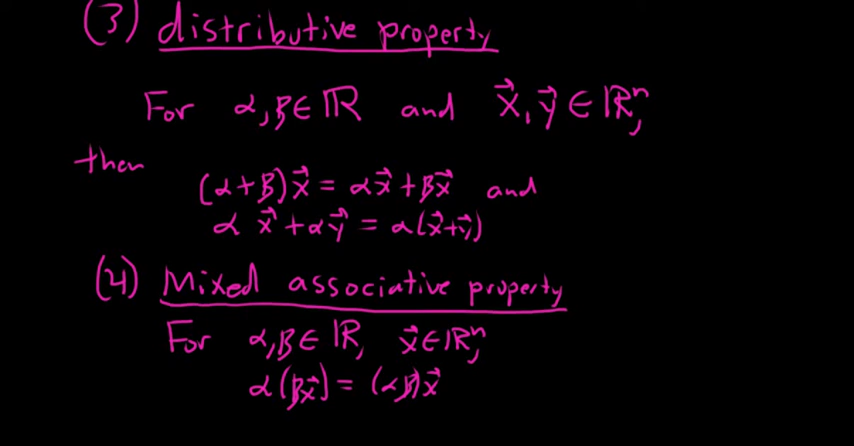 (3) distributive property
For α, β ∈ ℝ and x⃗, y⃗ ∈ ℝⁿ,
then
(α + β)x⃗ = αx⃗ + βx⃗ and
α x⃗ + αy⃗ = α(x⃗+y⃗)
(4) Mixed associative property
For α, β ∈ ℝ, x⃗ ∈ ℝⁿ,
α(βx⃗) = (αβ)x⃗